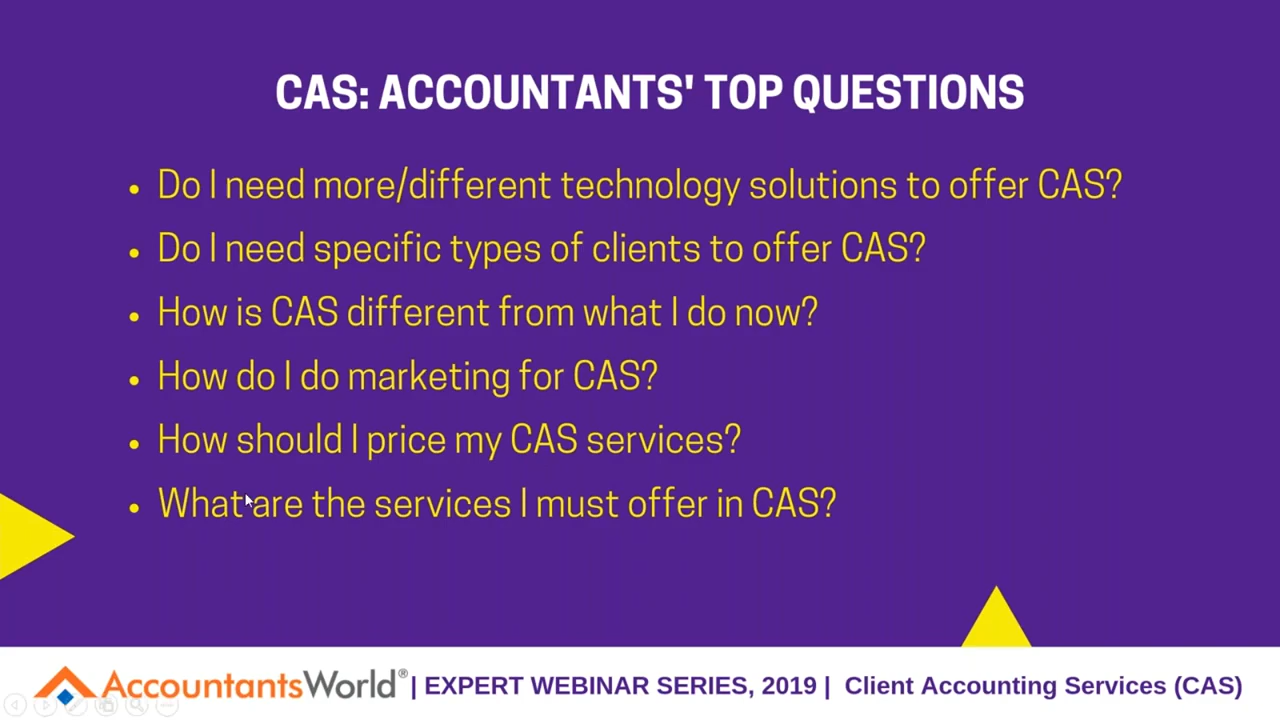 CAS: ACCOUNTANTS' TOP QUESTIONS
• Do I need more/different technology solutions to offer CAS?
• Do I need specific types of clients to offer CAS?
• How is CAS different from what I do now?
• How do I do marketing for CAS?
• How should I price my CAS services?
• What are the services I must offer in CAS?
AccountantsWorld® | EXPERT WEBINAR SERIES, 2019 | Client Accounting Services (CAS)